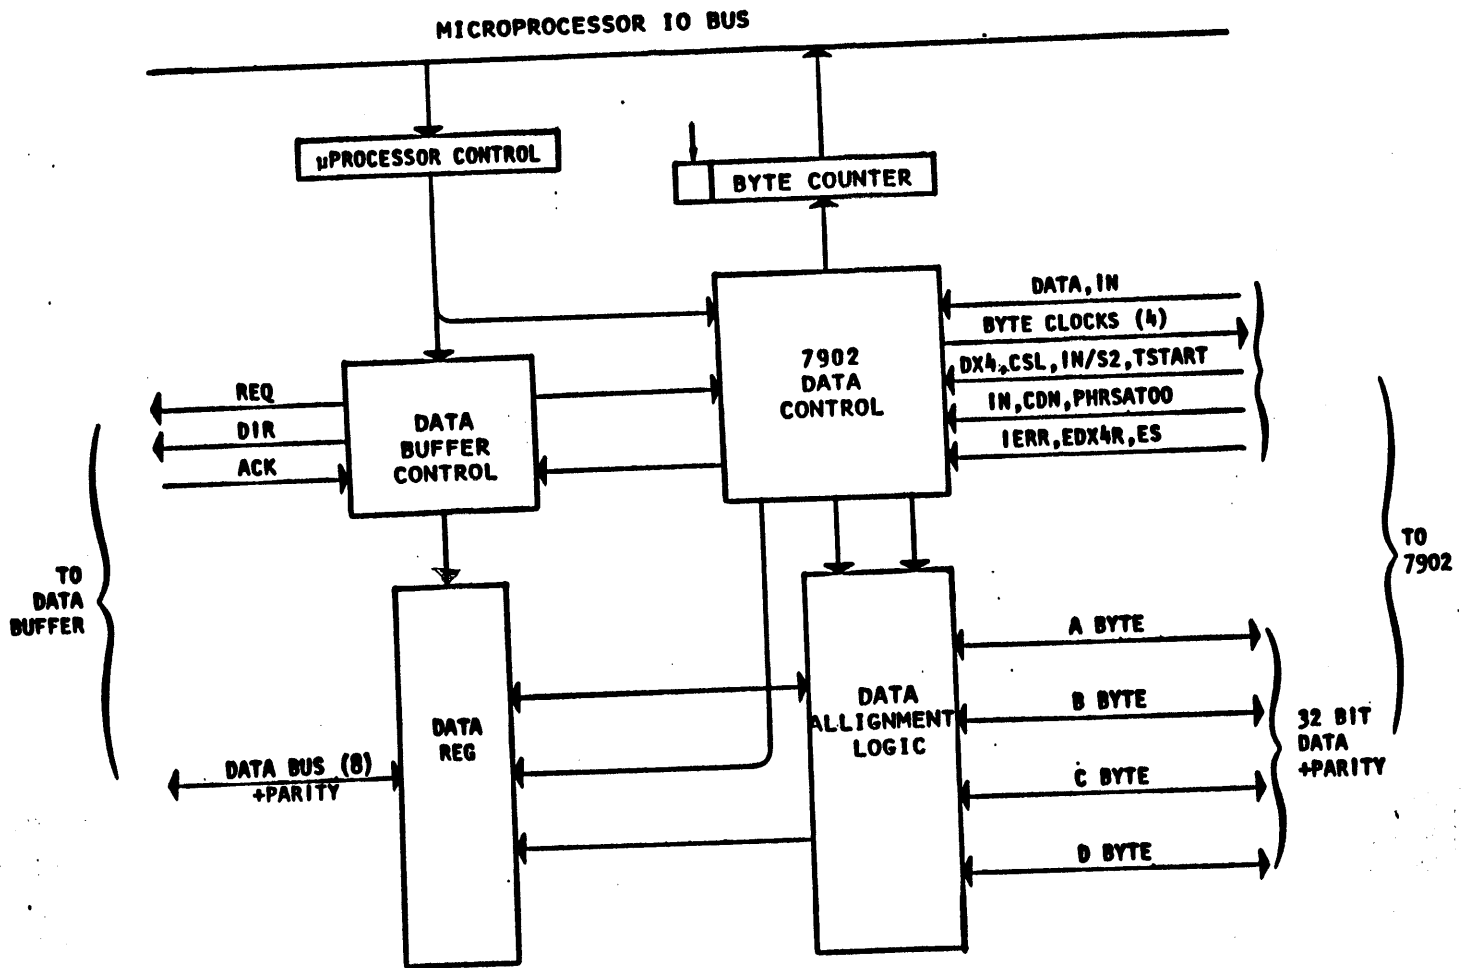 MICROPROCESSOR IO BUS
µPROCESSOR CONTROL
BYTE COUNTER
DATA,IN
BYTE CLOCKS (4)
DX4,CSL,IN/S2,TSTART
IN,CDN,PHRSATOO
IERR,EDX4R,ES
7902
DATA
CONTROL
REQ
DIR
ACK
DATA
BUFFER
CONTROL
TO
DATA
BUFFER
TO
7902
A BYTE
B BYTE
C BYTE
D BYTE
DATA
ALLIGNMENT
LOGIC
DATA
REG
32 BIT
DATA
+PARITY
DATA BUS (8)
+PARITY